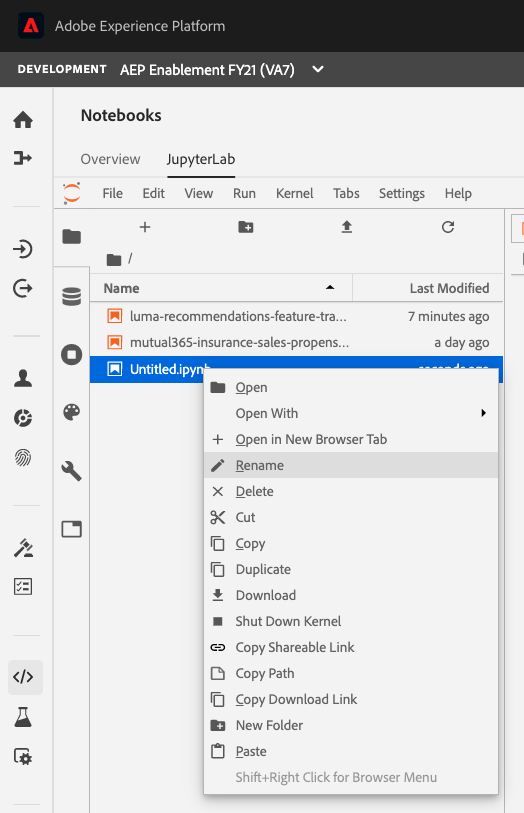 Adobe Experience Platform
DEVELOPMENT AEP Enablement FY21 (VA7)
Notebooks
Overview JupyterLab
File Edit View Run Kernel Tabs Settings Help
/
Name Last Modified
luma-recommendations-feature-tra... 7 minutes ago
mutual365-insurance-sales-propens... a day ago
Untitled.ipynb seconds ago
Open
Open With
Open in New Browser Tab
Rename
Delete
Cut
Copy
Duplicate
Download
Shut Down Kernel
Copy Shareable Link
Copy Path
Copy Download Link
New Folder
Paste
Shift+Right Click for Browser Menu